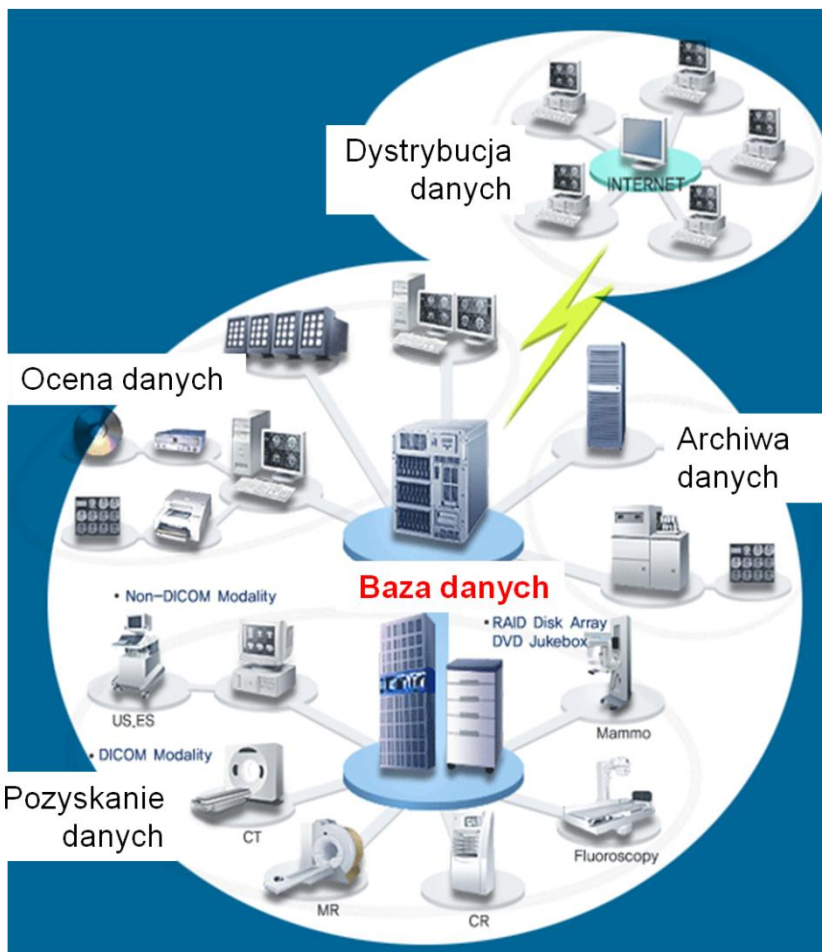 Dystrybucja
danych
INTERNET
Ocena danych
Archiwa
danych
Baza danych
• Non-DICOM Modality
• RAID Disk Array
DVD Jukebox
US,ES
Mammo
• DICOM Modality
Pozyskanie
danych
CT
Fluoroscopy
MR
CR